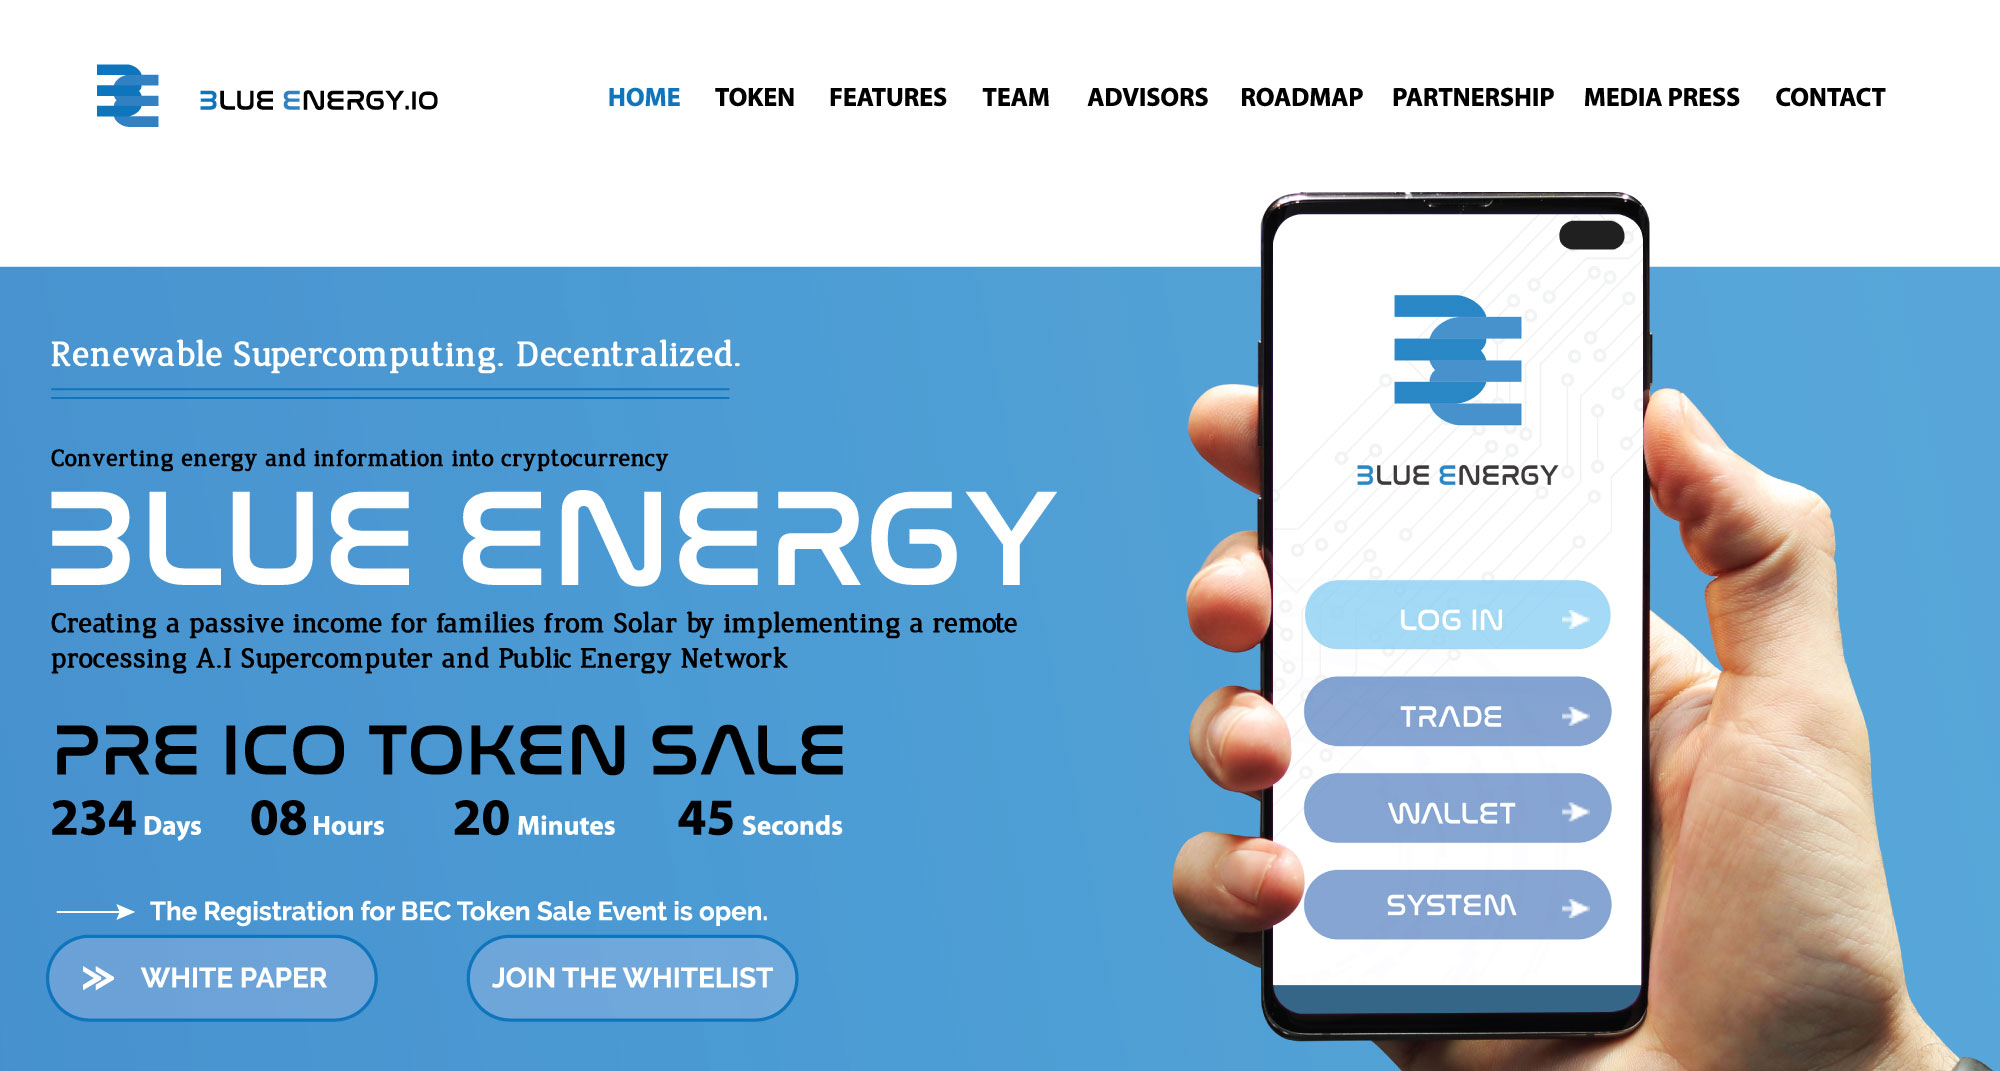 BLUE ENERGY.IO
HOME TOKEN FEATURES TEAM ADVISORS ROADMAP PARTNERSHIP MEDIA PRESS CONTACT
Renewable Supercomputing. Decentralized.
Converting energy and information into cryptocurrency
BLUE ENERGY
Creating a passive income for families from Solar by implementing a remote
processing A.I Supercomputer and Public Energy Network
PRE ICO TOKEN SALE
234 Days 08 Hours 20 Minutes 45 Seconds
The Registration for BEC Token Sale Event is open.
WHITE PAPER
JOIN THE WHITELIST
BLUE ENERGY
LOG IN
TRADE
WALLET
SYSTEM